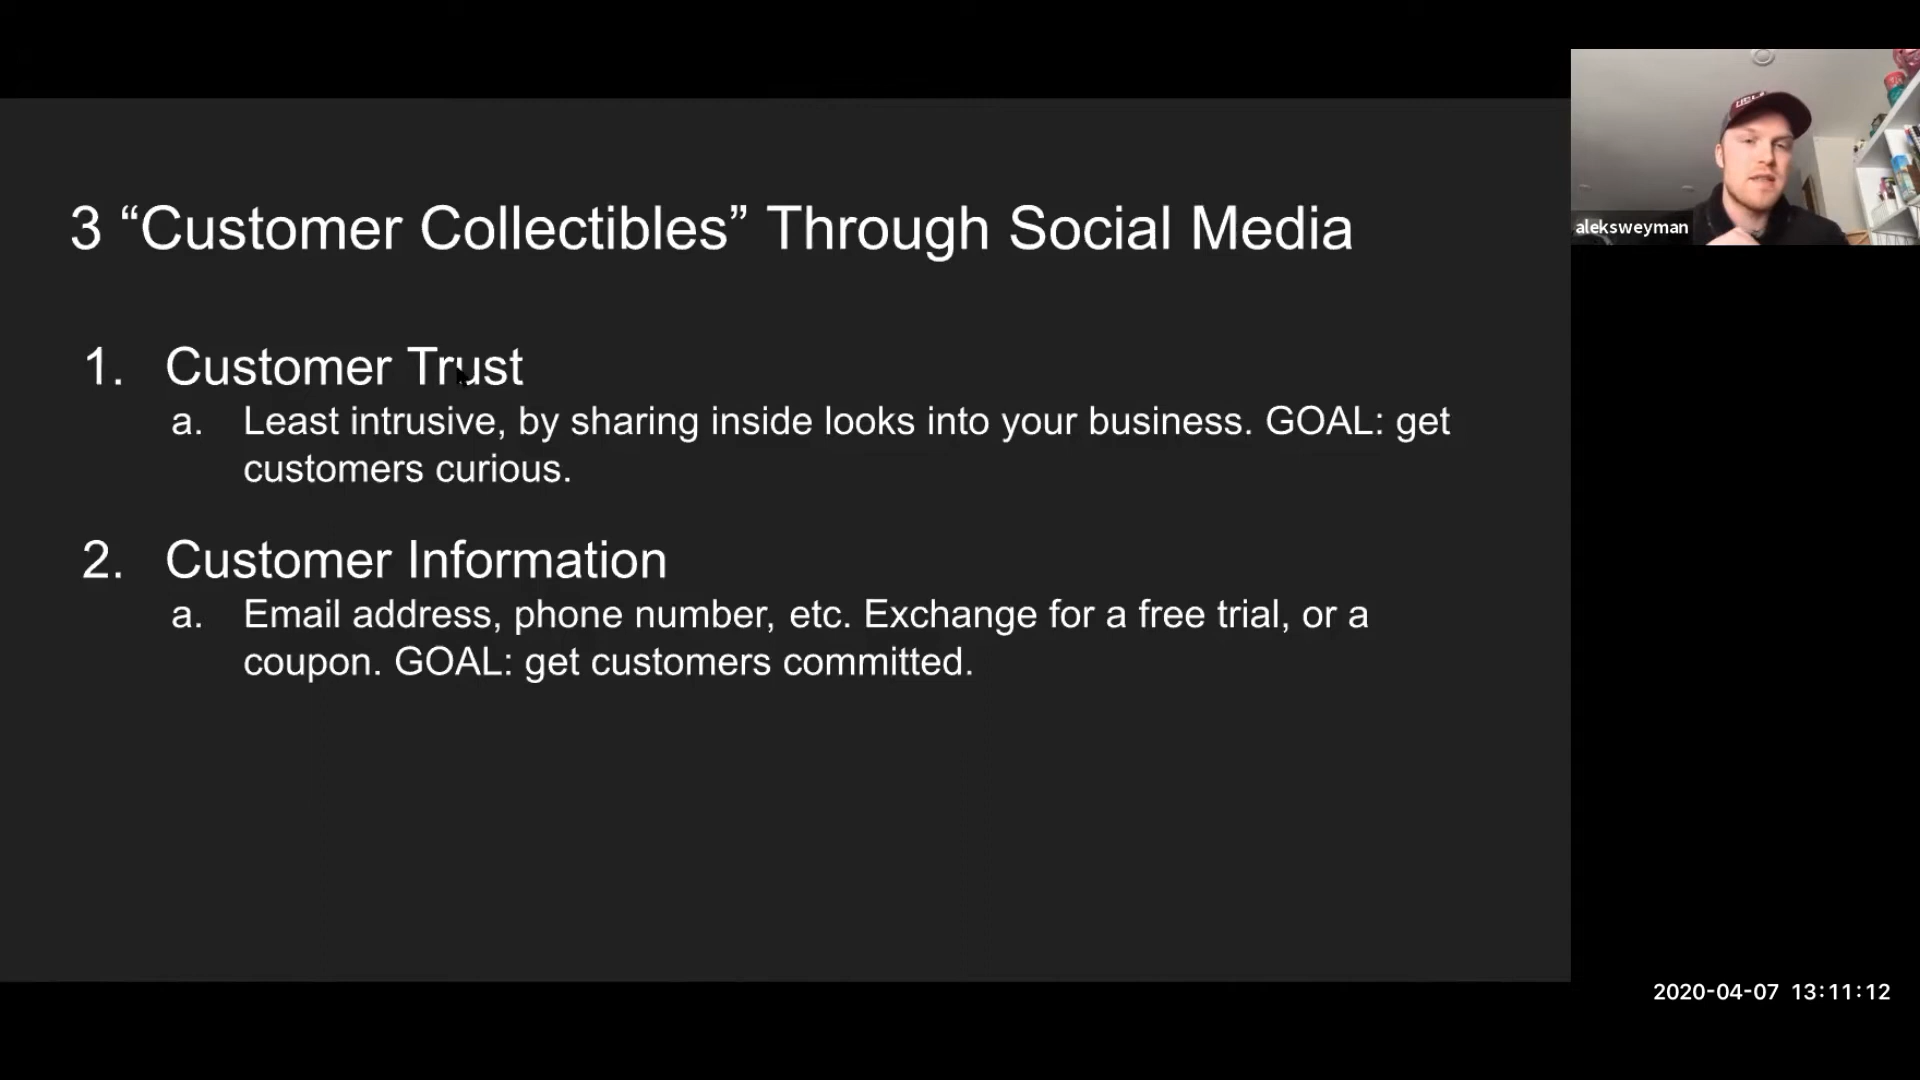 3 “Customer Collectibles” Through Social Media
1. Customer Trust
a. Least intrusive, by sharing inside looks into your business. GOAL: get
customers curious.
2. Customer Information
a. Email address, phone number, etc. Exchange for a free trial, or a
coupon. GOAL: get customers committed.
aleksweyman
2020-04-07 13:11:12